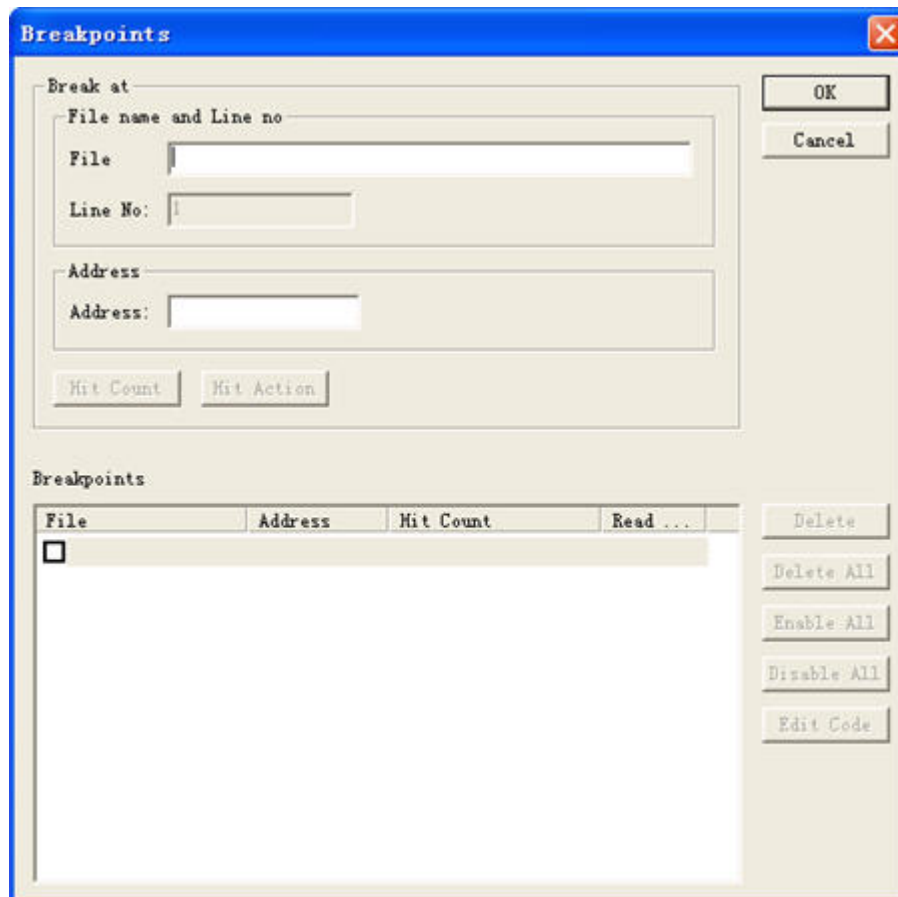 Breakpoints
Break at
File name and Line no
File
Line No: 1
Address
Address:
Hit Count Hit Action
OK
Cancel
Breakpoints
File Address Hit Count Read ...
Delete
Delete All
Enable All
Disable All
Edit Code